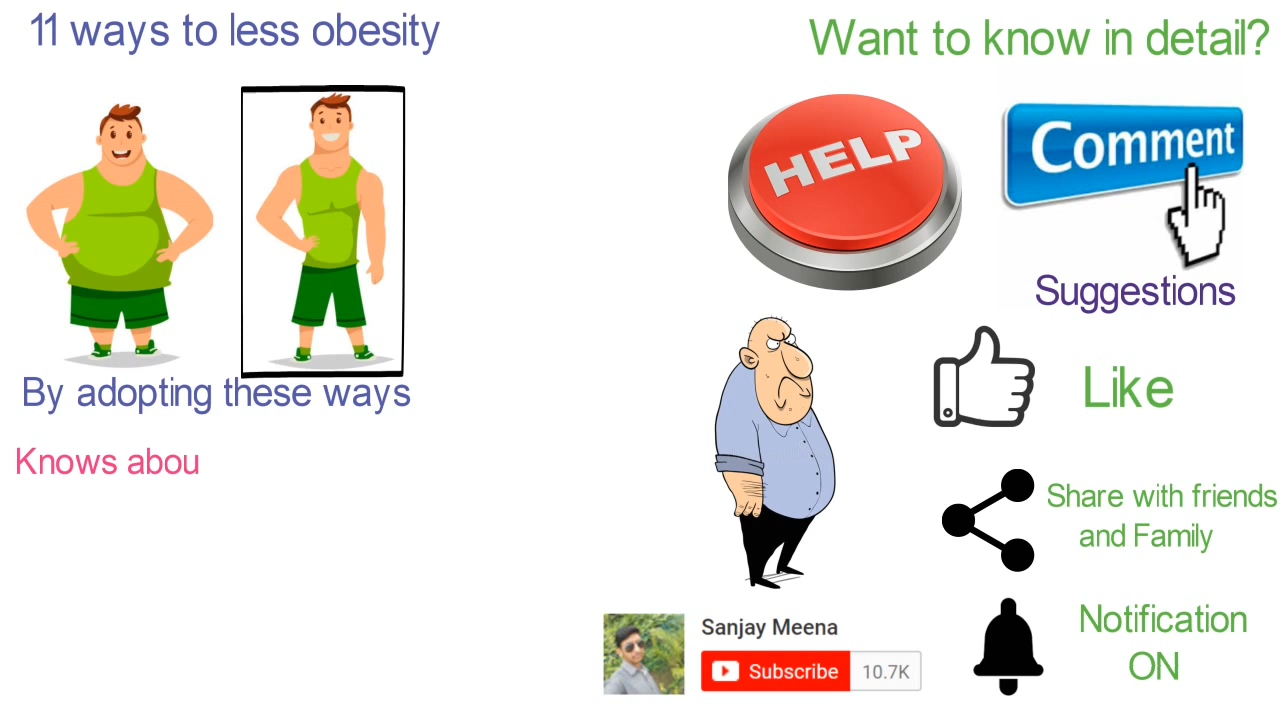 11 ways to less obesity
By adopting these ways
Knows abou
Want to know in detail?
HELP
Comment
Suggestions
Like
Share with friends
and Family
Notification
ON
Sanjay Meena
Subscribe 10.7K